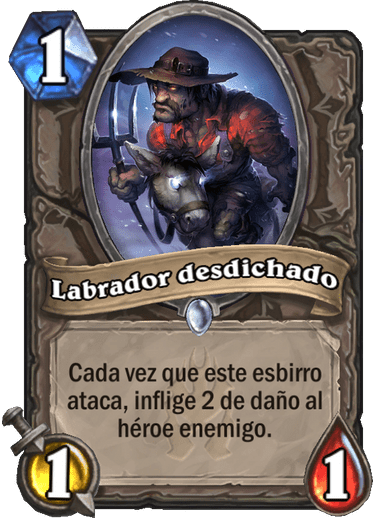 1
Labrador desdichado
Cada vez que este esbirro
ataca, inflige 2 de daño al
héroe enemigo.
1
1